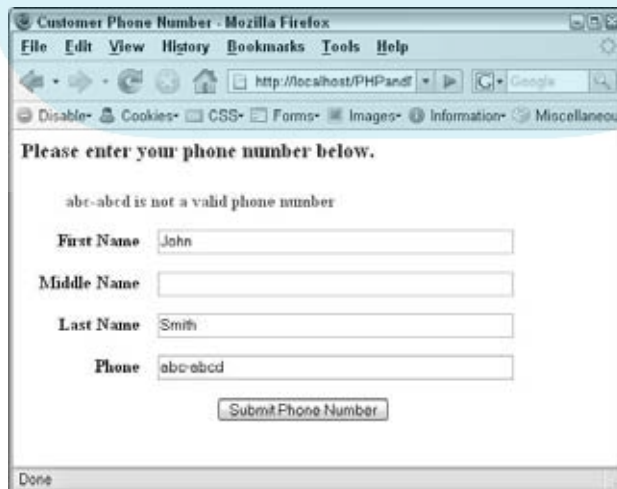 Customer Phone Number - Mozilla Firefox
File Edit View History Bookmarks Tools Help
http://localhost/PHPandM Google
Disable Cookies CSS Forms Images Information Miscellaneou
Please enter your phone number below.
abc-abcd is not a valid phone number
First Name John
Middle Name
Last Name Smith
Phone abc-abcd
Submit Phone Number
Done